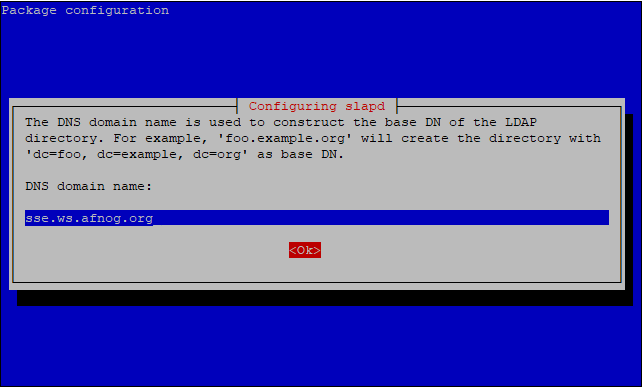 Package configuration
Configuring slapd
The DNS domain name is used to construct the base DN of the LDAP
directory. For example, 'foo.example.org' will create the directory with
'dc=foo, dc=example, dc=org' as base DN.
DNS domain name:
sse.ws.afnog.org
<Ok>